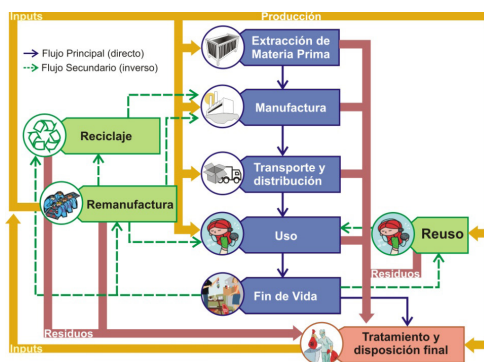 Inputs
Producción
Flujo Principal (directo)
Flujo Secundario (inverso)
Extracción de
Materia Prima
Manufactura
Reciclaje
Transporte y
distribución
Remanufactura
Uso
Reuso
Residuos
Fin de Vida
Residuos
Tratamiento y
disposición final
Inputs